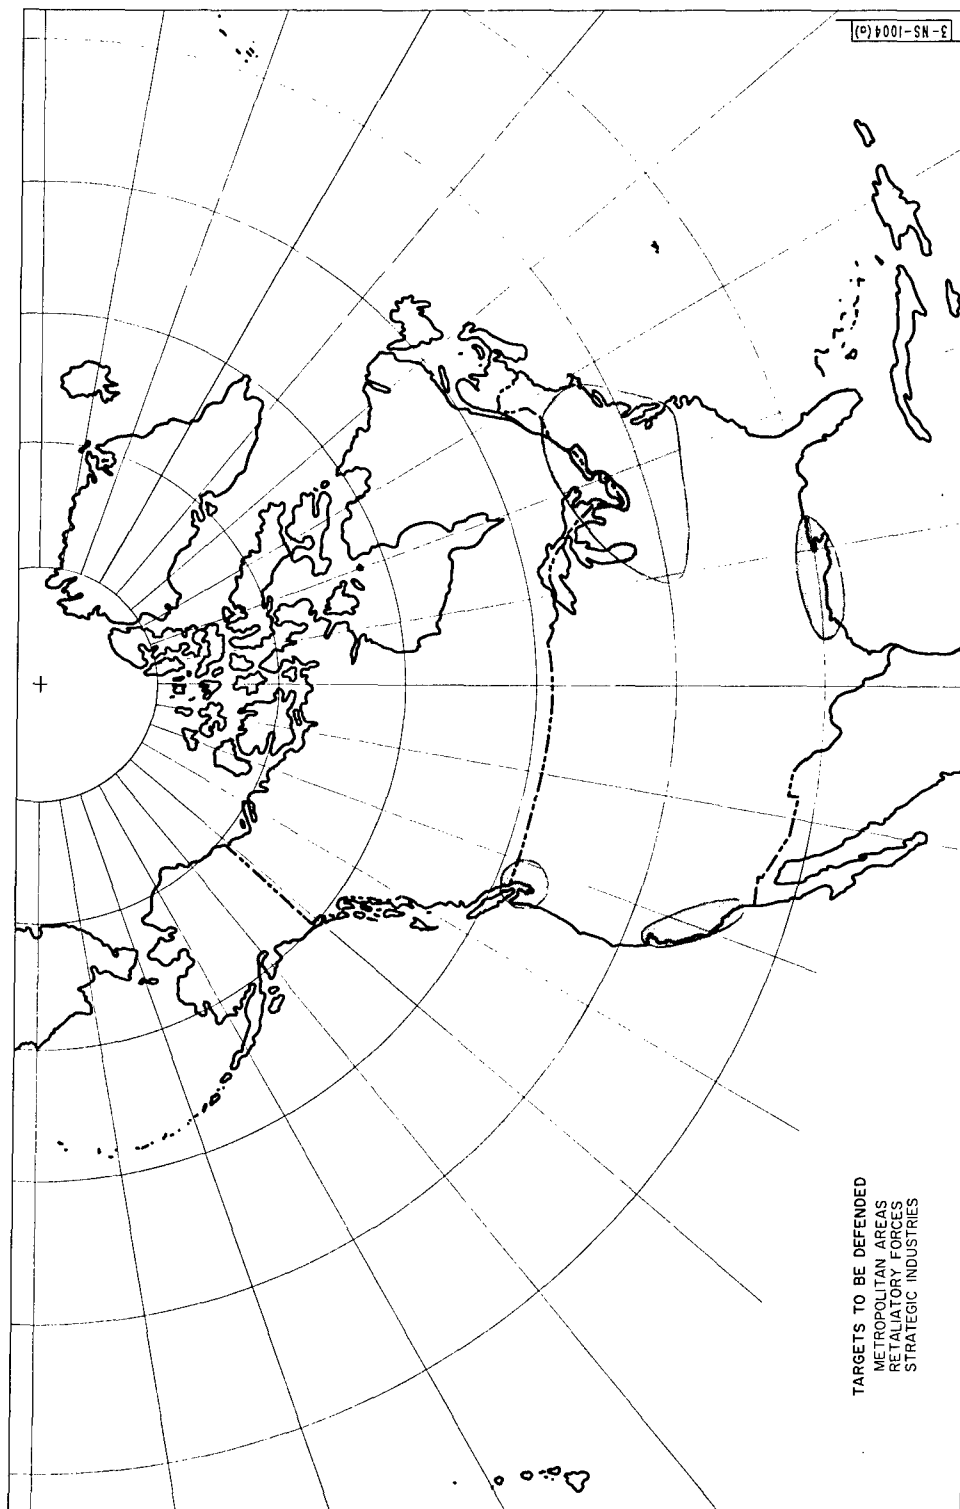 3-NS-1004(a)
TARGETS TO BE DEFENDED
METROPOLITAN AREAS
RETALIATORY FORCES
STRATEGIC INDUSTRIES